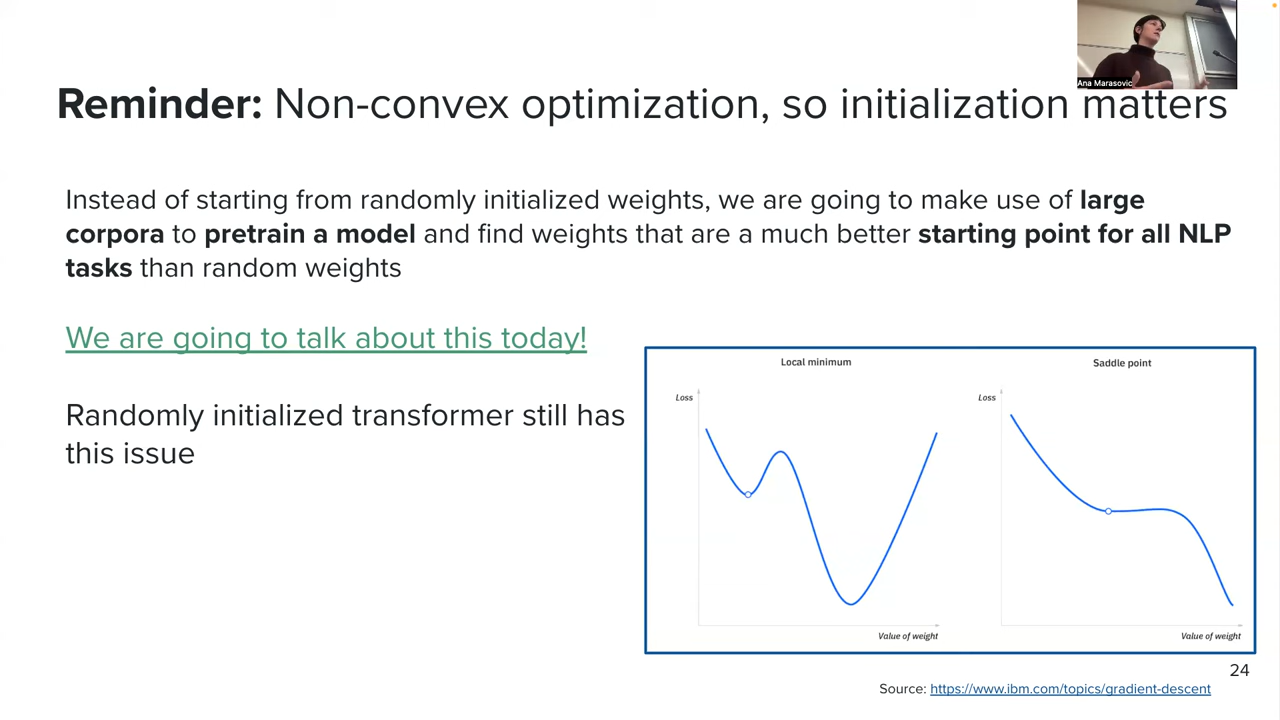 Ana Marasovic
Reminder: Non-convex optimization, so initialization matters
Instead of starting from randomly initialized weights, we are going to make use of large
corpora to pretrain a model and find weights that are a much better starting point for all NLP
tasks than random weights
We are going to talk about this today!
Randomly initialized transformer still has
this issue
Local minimum
Loss
Value of weight
Saddle point
Loss
Value of weight
24
Source: https://www.ibm.com/topics/gradient-descent